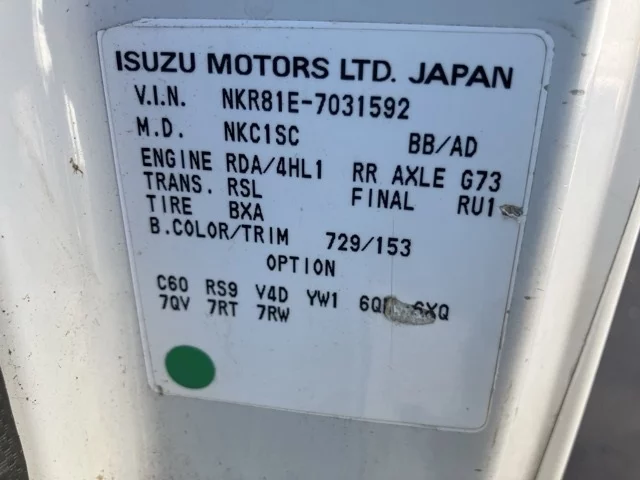 ISUZU MOTORS LTD. JAPAN
V.I.N. NKR81E-7031592
M.D. NKC1SC BB/AD
ENGINE RDA/4HL1 RR AXLE G73
TRANS. RSL FINAL RU1
TIRE BXA
B.COLOR/TRIM 729/153
OPTION
C60 RS9 V4D YW1
7QV 7RT 7RW